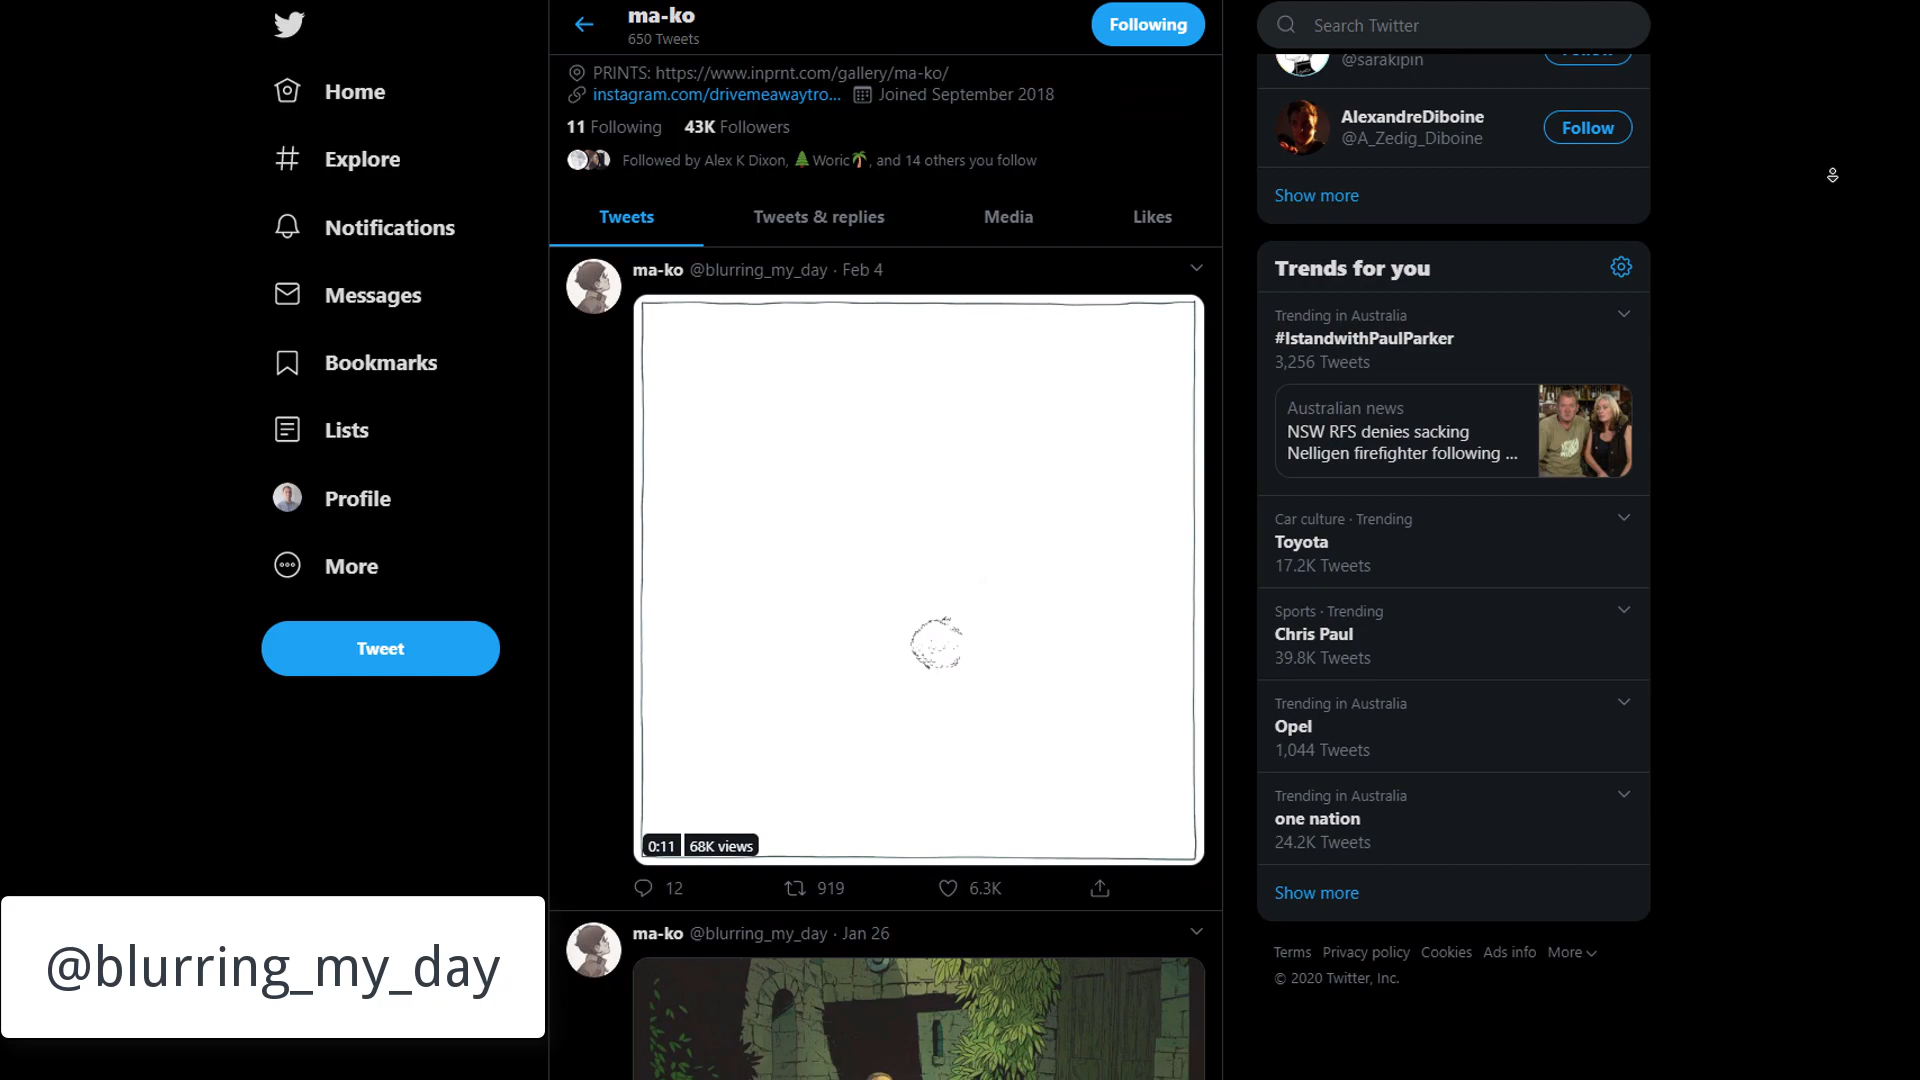 Home
Explore
Notifications
Messages
Bookmarks
Lists
Profile
More
Tweet
@blurring_my_day
ma-ko
650 Tweets
Following
PRINTS: https://www.inprnt.com/gallery/ma-ko/
instagram.com/drivemeawaytro... Joined September 2018
11 Following 43K Followers
Followed by Alex K Dixon, 🌲Woric🌴, and 14 others you follow
Tweets Tweets & replies Media Likes
ma-ko @blurring_my_day · Feb 4
0:11 68K views
12 919 6.3K
ma-ko @blurring_my_day · Jan 26
Search Twitter
@sarakipin
AlexandreDiboine
@A_Zedig_Diboine
Follow
Show more
Trends for you
Trending in Australia
#IstandwithPaulParker
3,256 Tweets
Australian news
NSW RFS denies sacking
Nelligen firefighter following ...
Car culture · Trending
Toyota
17.2K Tweets
Sports · Trending
Chris Paul
39.8K Tweets
Trending in Australia
Opel
1,044 Tweets
Trending in Australia
one nation
24.2K Tweets
Show more
Terms Privacy policy Cookies Ads info More
© 2020 Twitter, Inc.